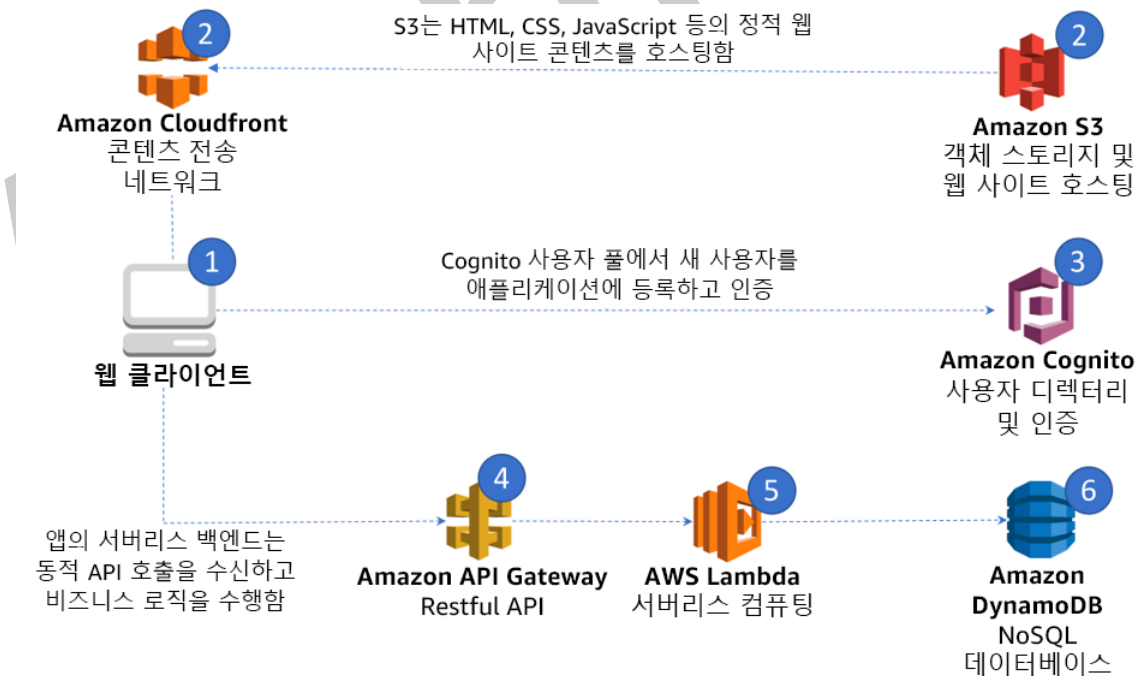 2
S3는 HTML, CSS, JavaScript 등의 정적 웹
사이트 콘텐츠를 호스팅함
2
Amazon Cloudfront
콘텐츠 전송
네트워크
Amazon S3
객체 스토리지 및
웹 사이트 호스팅
1
Cognito 사용자 풀에서 새 사용자를
애플리케이션에 등록하고 인증
3
웹 클라이언트
Amazon Cognito
사용자 디렉터리
및 인증
4
5
6
앱의 서버리스 백엔드는
동적 API 호출을 수신하고
비즈니스 로직을 수행함
Amazon API Gateway
Restful API
AWS Lambda
서버리스 컴퓨팅
Amazon
DynamoDB
NoSQL
데이터베이스